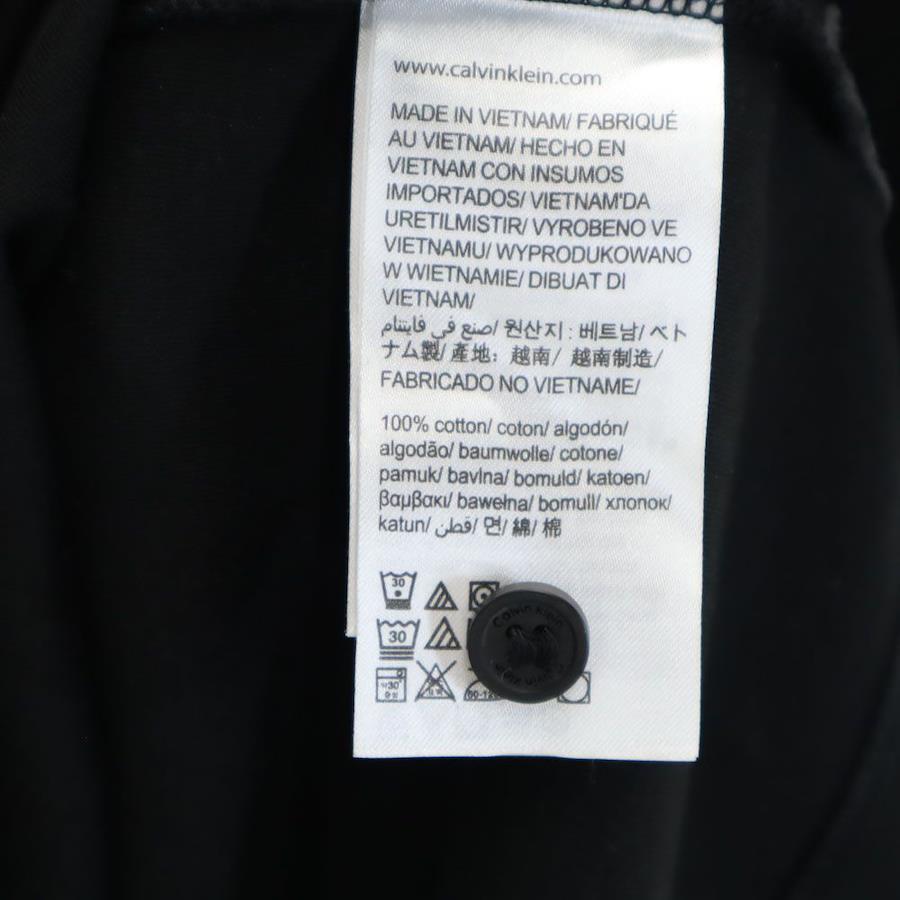 www.calvinklein.com
MADE IN VIETNAM/ FABRIQUÉ
AU VIETNAM/ HECHO EN
VIETNAM CON INSUMOS
IMPORTADOS/ VIETNAM'DA
URETILMISTIR/ VYROBENO VE
VIETNAMU/ WYPRODUKOWANO
W WIETNAMIE/ DIBUAT DI
VIETNAM/
صنع في فايتنام/ 원산지: 베트남/ ベト
ナム製/ 產地: 越南/ 越南制造/
FABRICADO NO VIETNAME/
100% cotton/ coton/ algodón/
algodão/ baumwolle/ cotone/
pamuk/ bavlna/ bomuld/ katoen/
βαμβακι/ bawełna/ bomull/ хлопок/
katun/ قطن/ 면/ 綿/ 棉
30
30
Calvin Klein